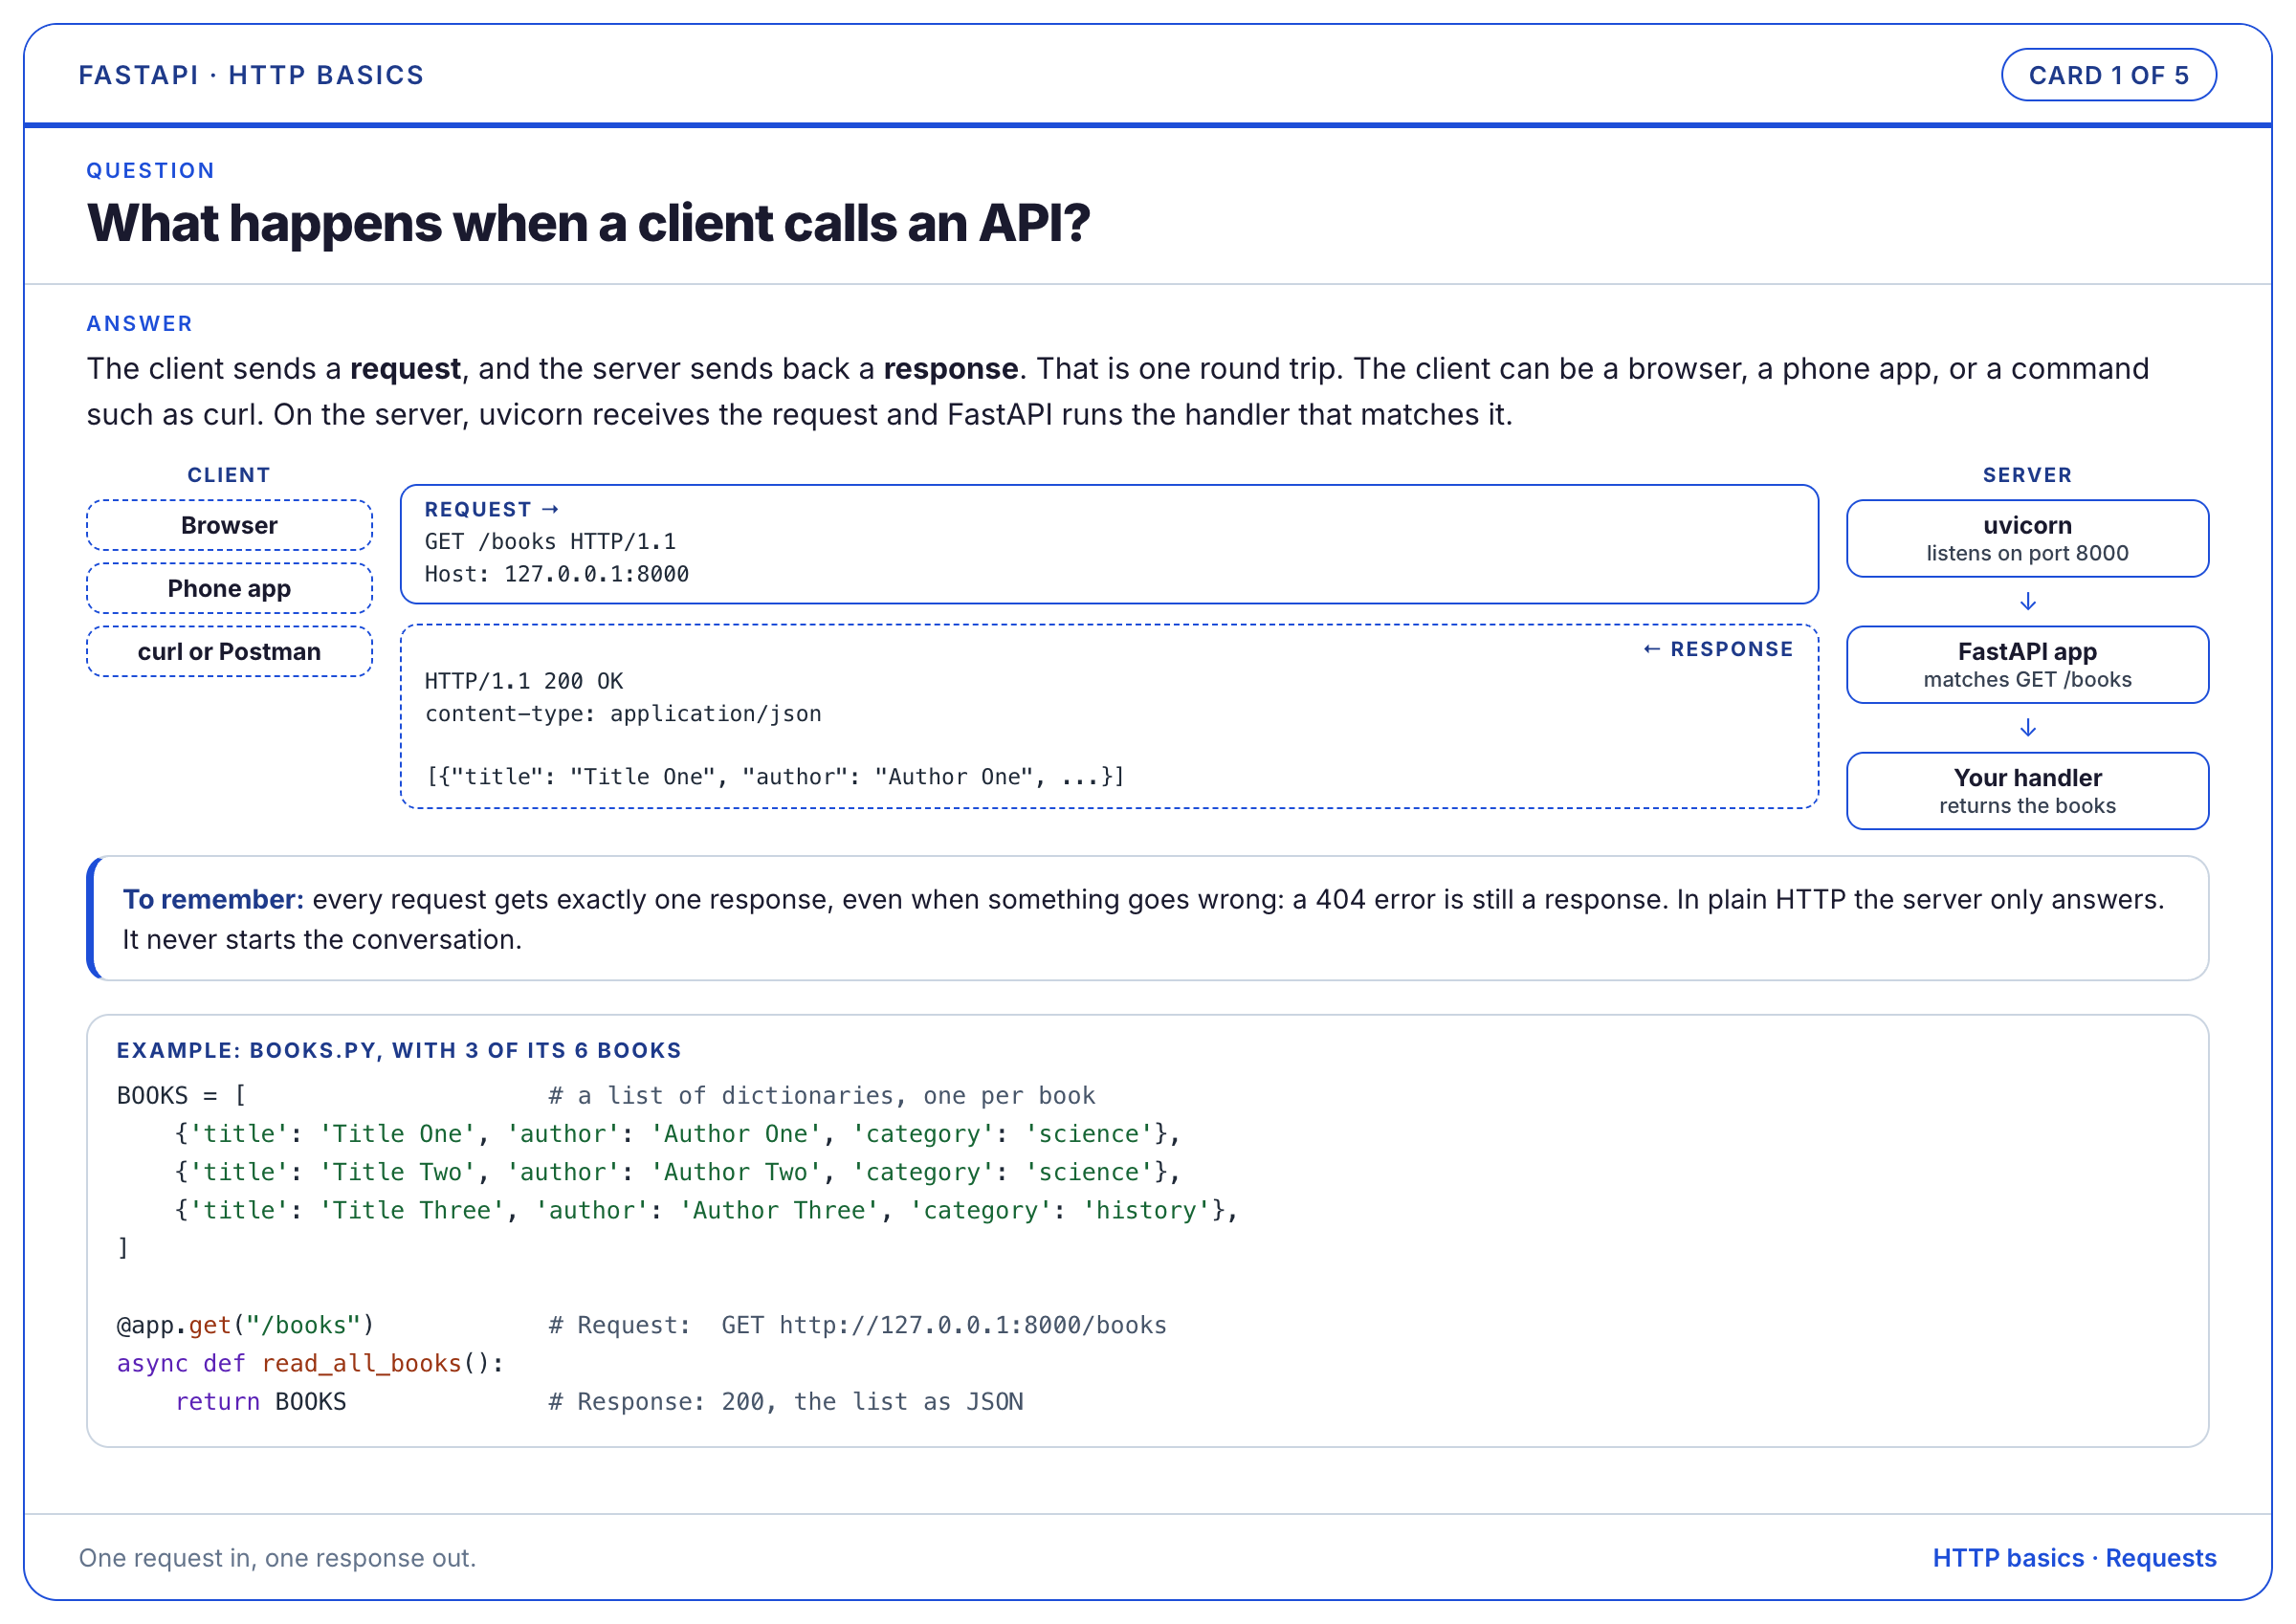 FASTAPI · HTTP BASICS
CARD 1 OF 5
QUESTION
What happens when a client calls an API?
ANSWER
The client sends a request, and the server sends back a response. That is one round trip. The client can be a browser, a phone app, or a command
such as curl. On the server, uvicorn receives the request and FastAPI runs the handler that matches it.
CLIENT
Browser
Phone app
curl or Postman
REQUEST →
GET /books HTTP/1.1
Host: 127.0.0.1:8000
← RESPONSE
HTTP/1.1 200 OK
content-type: application/json
[{"title": "Title One", "author": "Author One", ...}]
SERVER
uvicorn
listens on port 8000
↓
FastAPI app
matches GET /books
↓
Your handler
returns the books
To remember: every request gets exactly one response, even when something goes wrong: a 404 error is still a response. In plain HTTP the server only answers.
It never starts the conversation.
EXAMPLE: BOOKS.PY, WITH 3 OF ITS 6 BOOKS
BOOKS = [                     # a list of dictionaries, one per book
    {'title': 'Title One', 'author': 'Author One', 'category': 'science'},
    {'title': 'Title Two', 'author': 'Author Two', 'category': 'science'},
    {'title': 'Title Three', 'author': 'Author Three', 'category': 'history'},
]
@app.get("/books")            # Request:  GET http://127.0.0.1:8000/books
async def read_all_books():
    return BOOKS              # Response: 200, the list as JSON
One request in, one response out.
HTTP basics · Requests